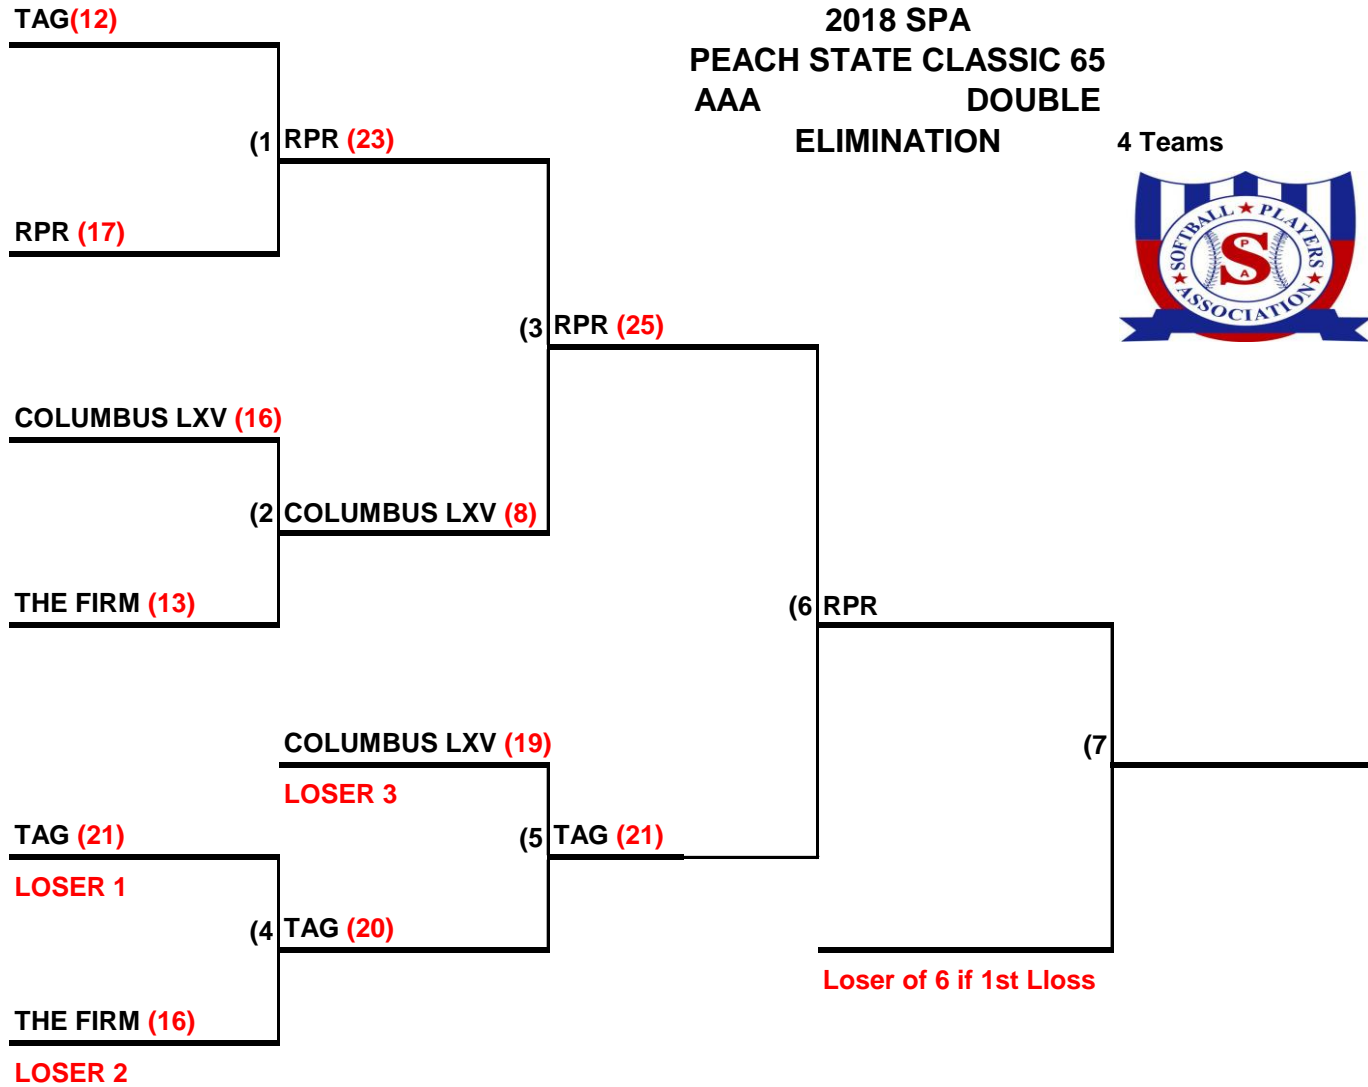 TAG(12)
2018 SPA
PEACH STATE CLASSIC 65
AAA DOUBLE
ELIMINATION
4 Teams
(1 RPR (23)
RPR (17)
SOFTBALL ★ PLAYERS
★ ASSOCIATION ★
P
S
A
(3 RPR (25)
COLUMBUS LXV (16)
(2 COLUMBUS LXV (8)
THE FIRM (13)
(6 RPR
COLUMBUS LXV (19)
(7
LOSER 3
TAG (21)
(5 TAG (21)
LOSER 1
(4 TAG (20)
Loser of 6 if 1st Lloss
THE FIRM (16)
LOSER 2